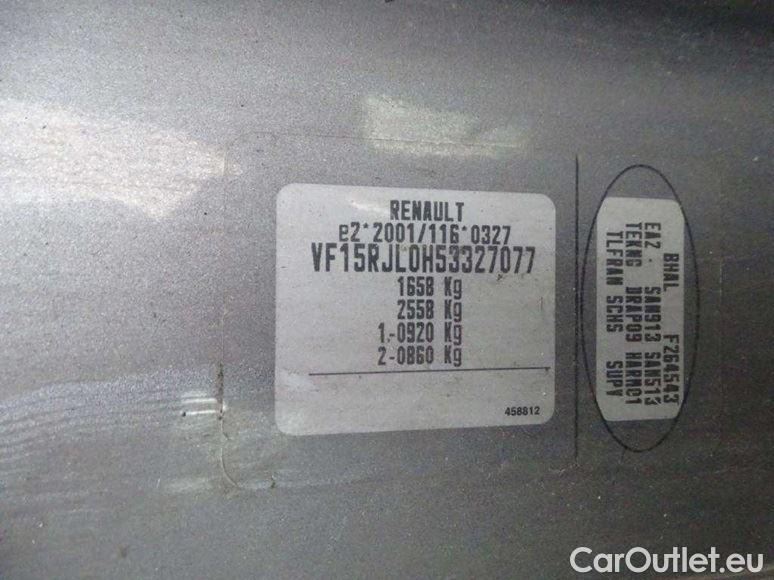 RENAULT
e2*2001/116*0327
VF15RJL0H53327077
1658 Kg
2558 Kg
1.-0920 Kg
2-0860 Kg
458812
BHAL F264543
EAZ. SAN913 SAN513
TEKNG DRAP09 HARM01
TLFRAN SCHS SUPV
CarOutlet.eu